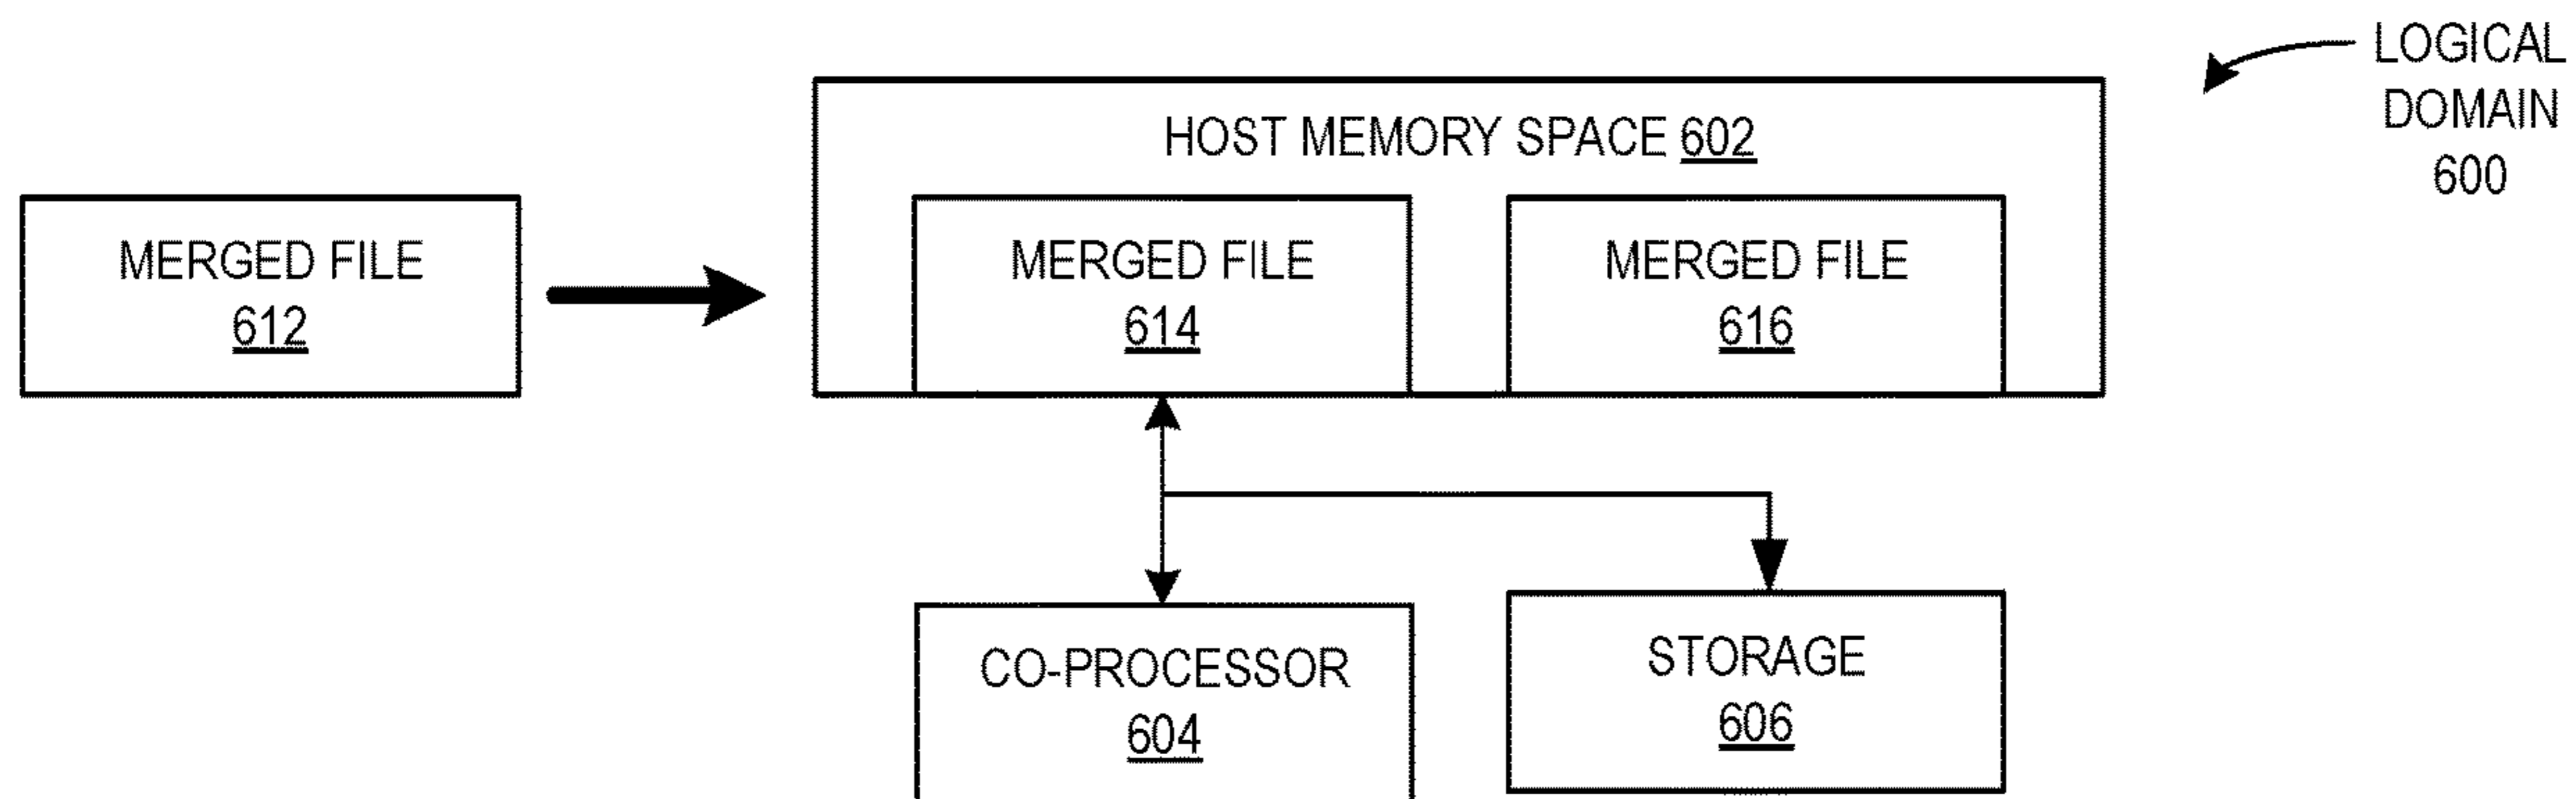 LOGICAL
DOMAIN
600
HOST MEMORY SPACE 602
MERGED FILE
612
MERGED FILE
614
MERGED FILE
616
CO-PROCESSOR
604
STORAGE
606